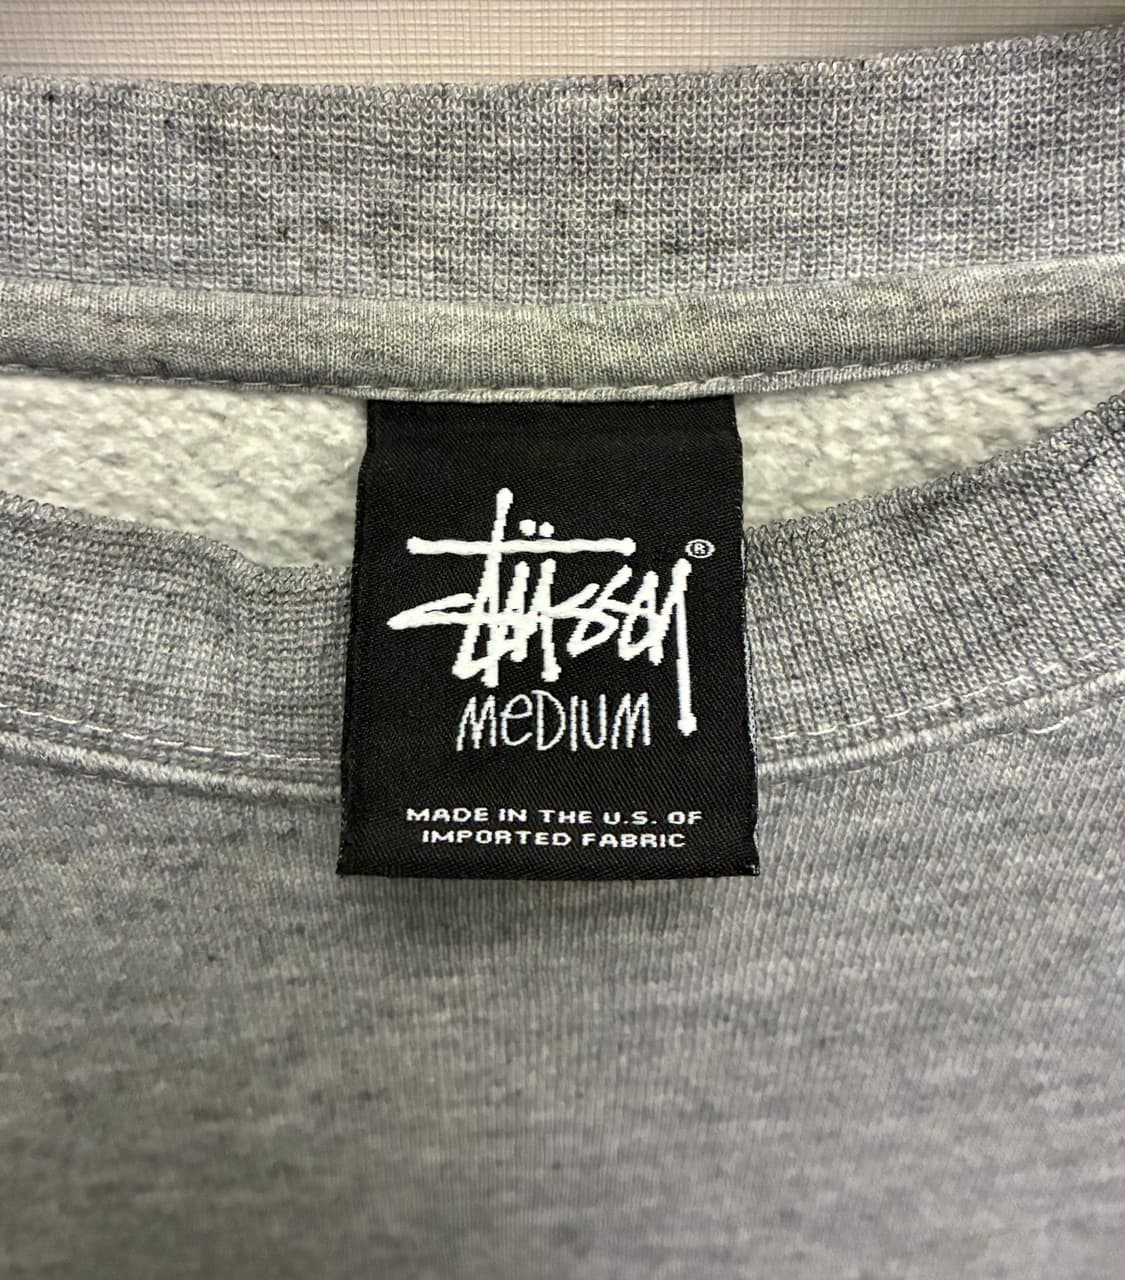 Stüssy ®
MEDIUM
MADE IN THE U.S. OF
IMPORTED FABRIC